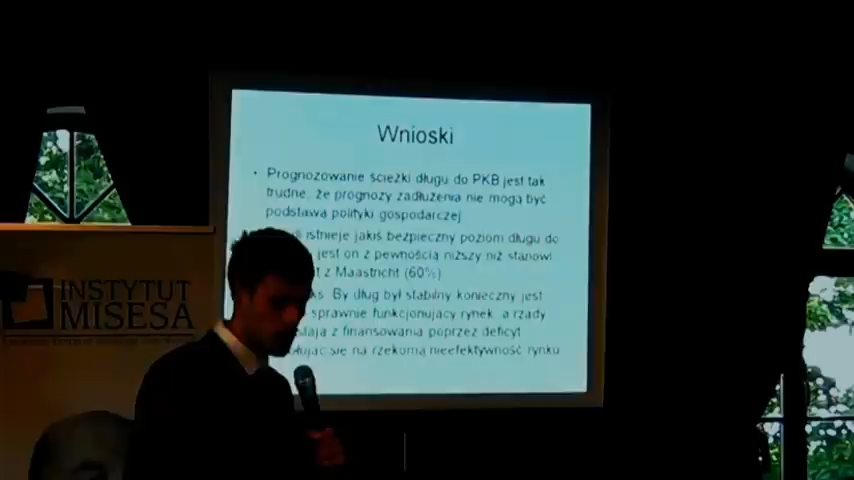 Wnioski
• Prognozowanie ścieżki długu do PKB jest tak
trudne, że prognozy zadłużenia nie mogą być
podstawą polityki gospodarczej
istnieje jakiś bezpieczny poziom długu do
jest on z pewnością niższy niż stanowi
z Maastricht (60%)
By dług był stabilny konieczny jest
sprawnie funkcjonujący rynek a rządy
z finansowania poprzez deficyt
się na rzekomą nieefektywność rynku
INSTYTUT
MISESA